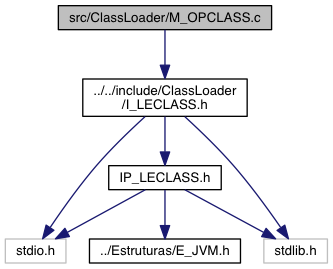 src/ClassLoader/M_OPCLASS.c
../../include/ClassLoader
/I_LECLASS.h
IP_LECLASS.h
stdio.h
../Estruturas/E_JVM.h
stdlib.h